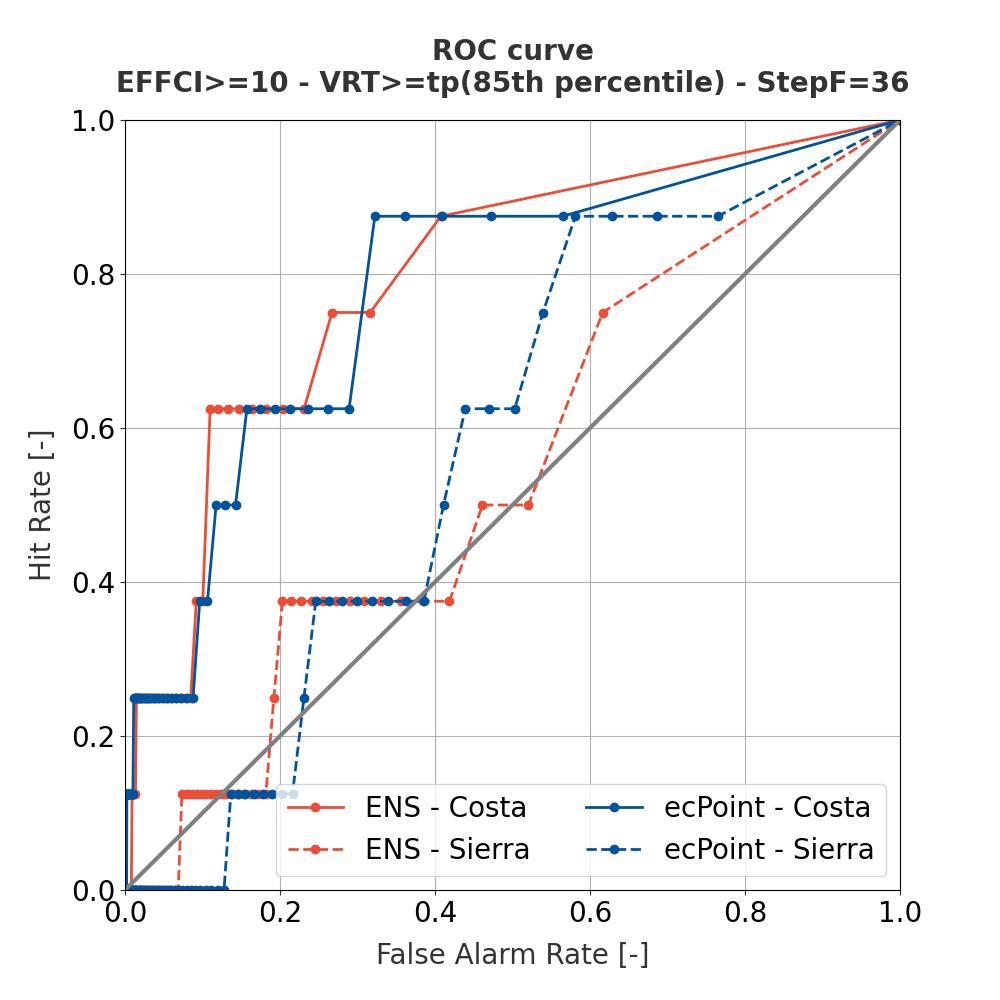 ROC curve
EFFCI>=10 - VRT>=tp(85th percentile) - StepF=36
1.0
0.8
0.6
0.4
0.2
0.0
Hit Rate [-]
0.0 0.2 0.4 0.6 0.8 1.0
False Alarm Rate [-]
ENS - Costa
ENS - Sierra
ecPoint - Costa
ecPoint - Sierra